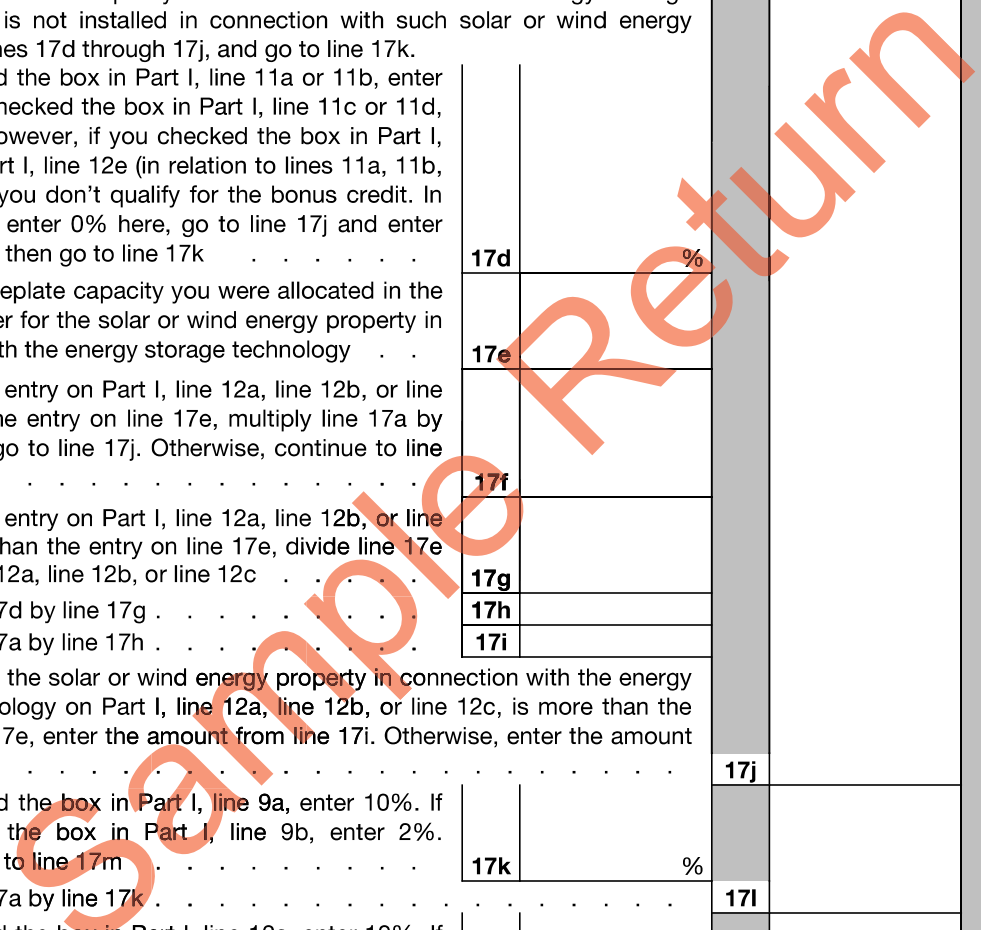 is not installed in connection with such solar or wind energy
nes 17d through 17j, and go to line 17k.
d the box in Part I, line 11a or 11b, enter
hecked the box in Part I, line 11c or 11d,
owever, if you checked the box in Part I,
rt I, line 12e (in relation to lines 11a, 11b,
you don't qualify for the bonus credit. In
enter 0% here, go to line 17j and enter
then go to line 17k . . . . . . 17d %
eplate capacity you were allocated in the
er for the solar or wind energy property in
th the energy storage technology . . 17e
entry on Part I, line 12a, line 12b, or line
he entry on line 17e, multiply line 17a by
go to line 17j. Otherwise, continue to line
. . . . . . . . . . . . . 17f
entry on Part I, line 12a, line 12b, or line
than the entry on line 17e, divide line 17e
12a, line 12b, or line 12c . . . . . 17g
7d by line 17g . . . . . . . . . 17h
7a by line 17h . . . . . . . . . 17i
the solar or wind energy property in connection with the energy
ology on Part I, line 12a, line 12b, or line 12c, is more than the
17e, enter the amount from line 17i. Otherwise, enter the amount
. . . . . . . . . . . . . . . . . . . . . 17j
d the box in Part I, line 9a, enter 10%. If
the box in Part I, line 9b, enter 2%.
to line 17m . . . . . . . . . 17k %
7a by line 17k . . . . . . . . . . . . . . . . . 17l
Sample Return